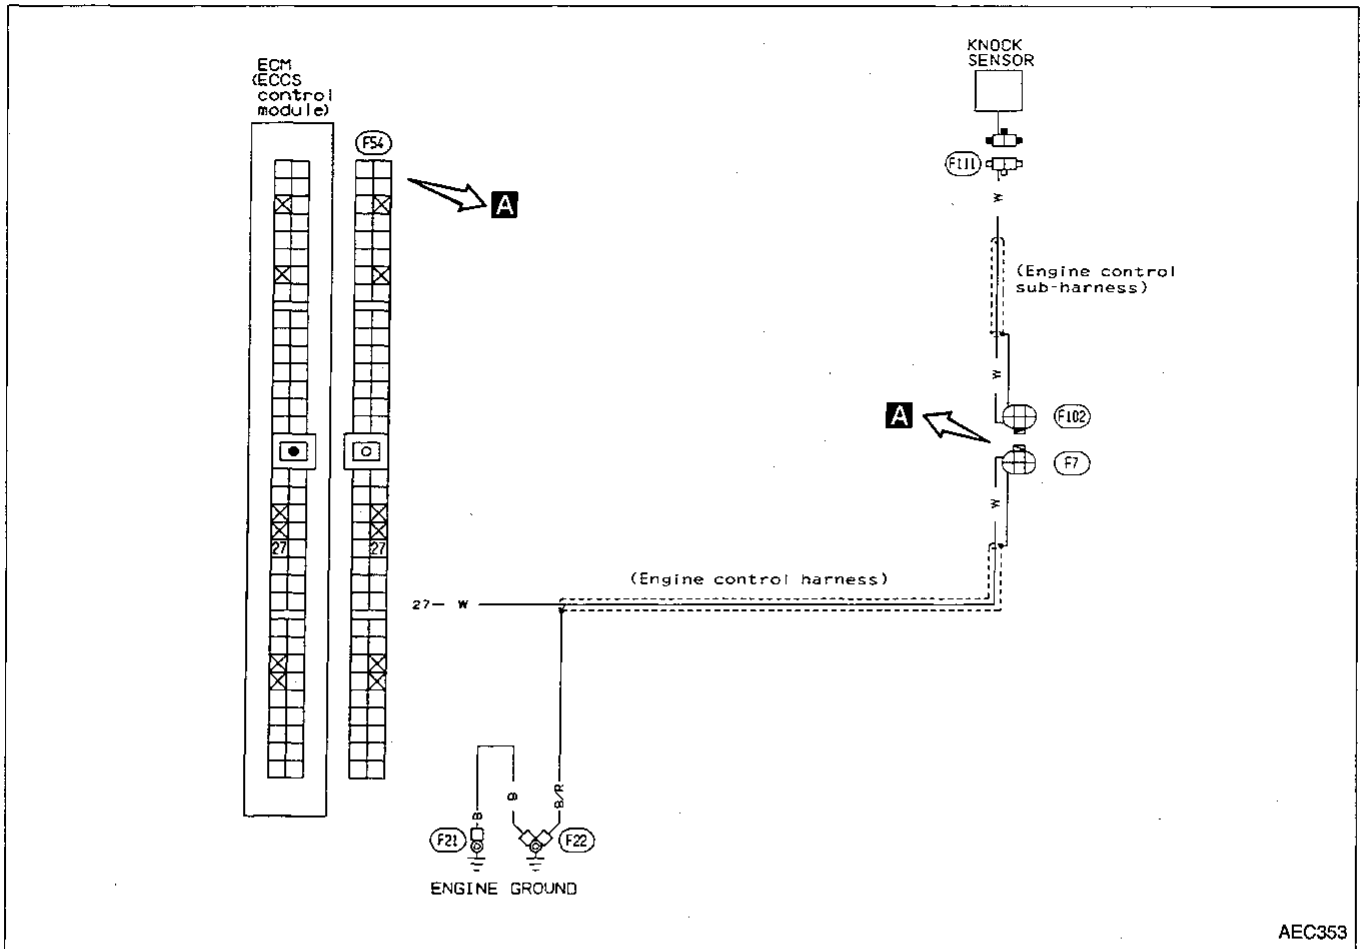 ECM
(ECCS
control
module)
F54
A
KNOCK
SENSOR
F111
W
(Engine control
sub-harness)
W
A
F102
F7
W
27
27
(Engine control harness)
27 W
B
B
B/R
F21
F22
ENGINE GROUND
AEC353